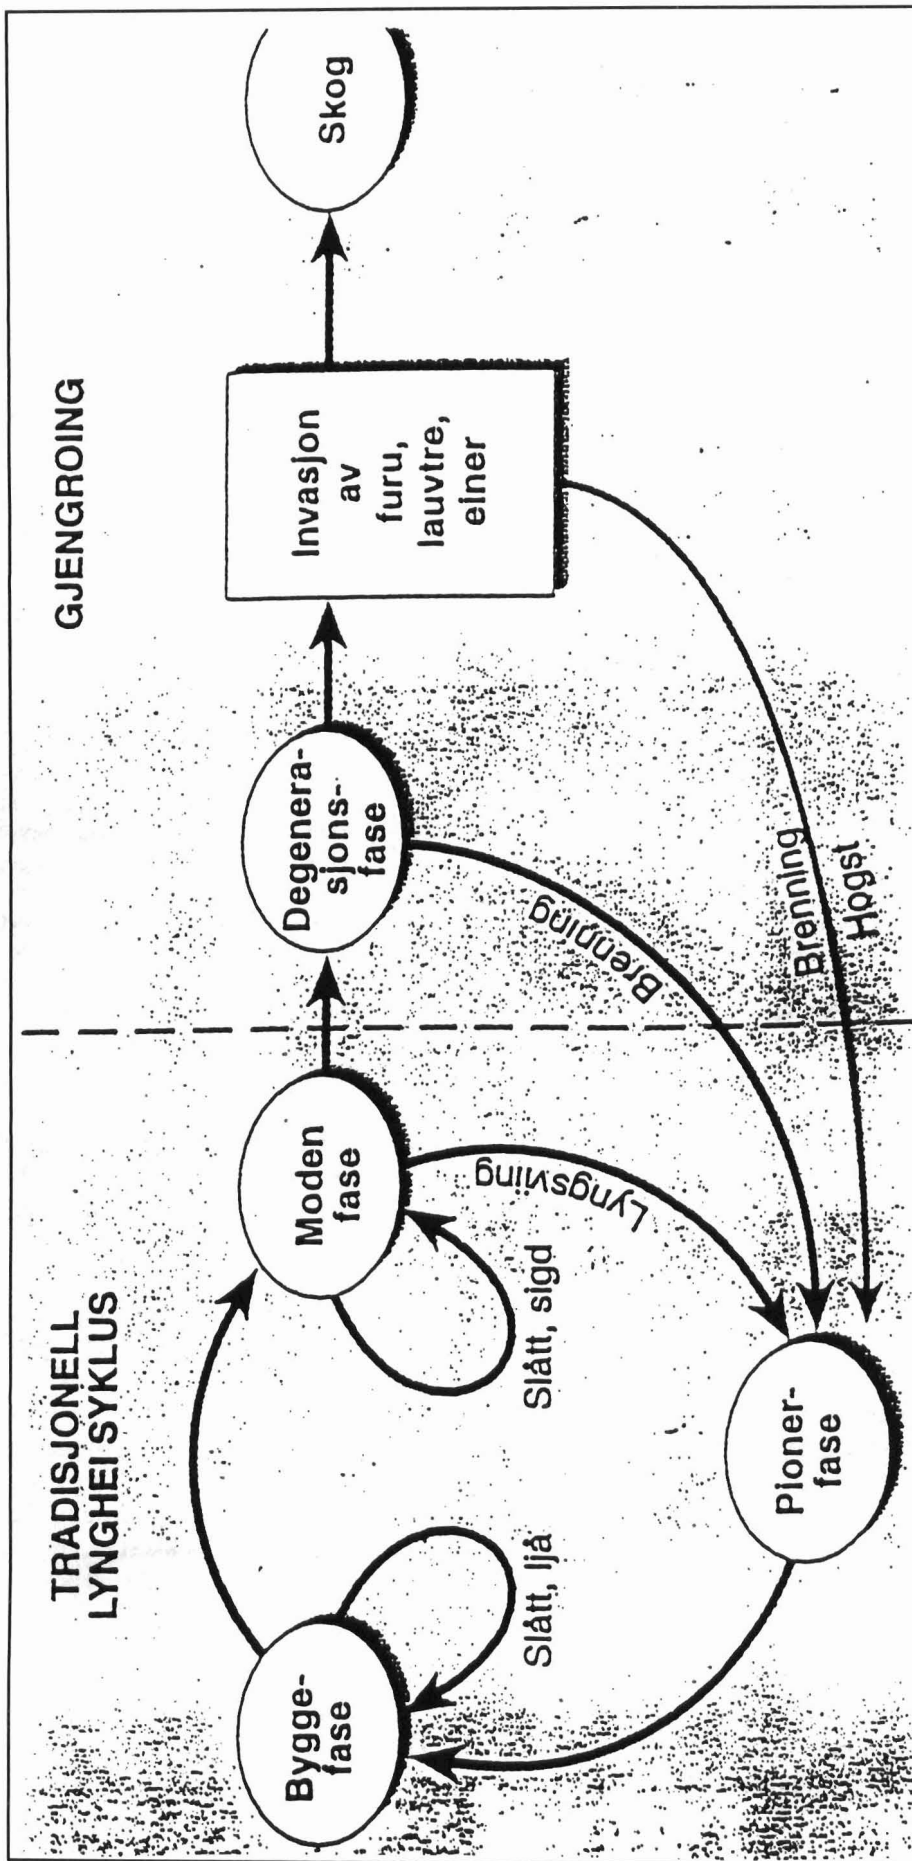 TRADISJONELL
LYNGHEI SYKLUS
GJENGROING
Bygge-
fase
Moden
fase
Degenera-
sjons-
fase
Invasjon
av
furu,
lauvtre,
einer
Skog
Slått, ljå
Slått, sigd
Lyngsviing
Brenning
Brenning
Hogst
Pioner-
fase